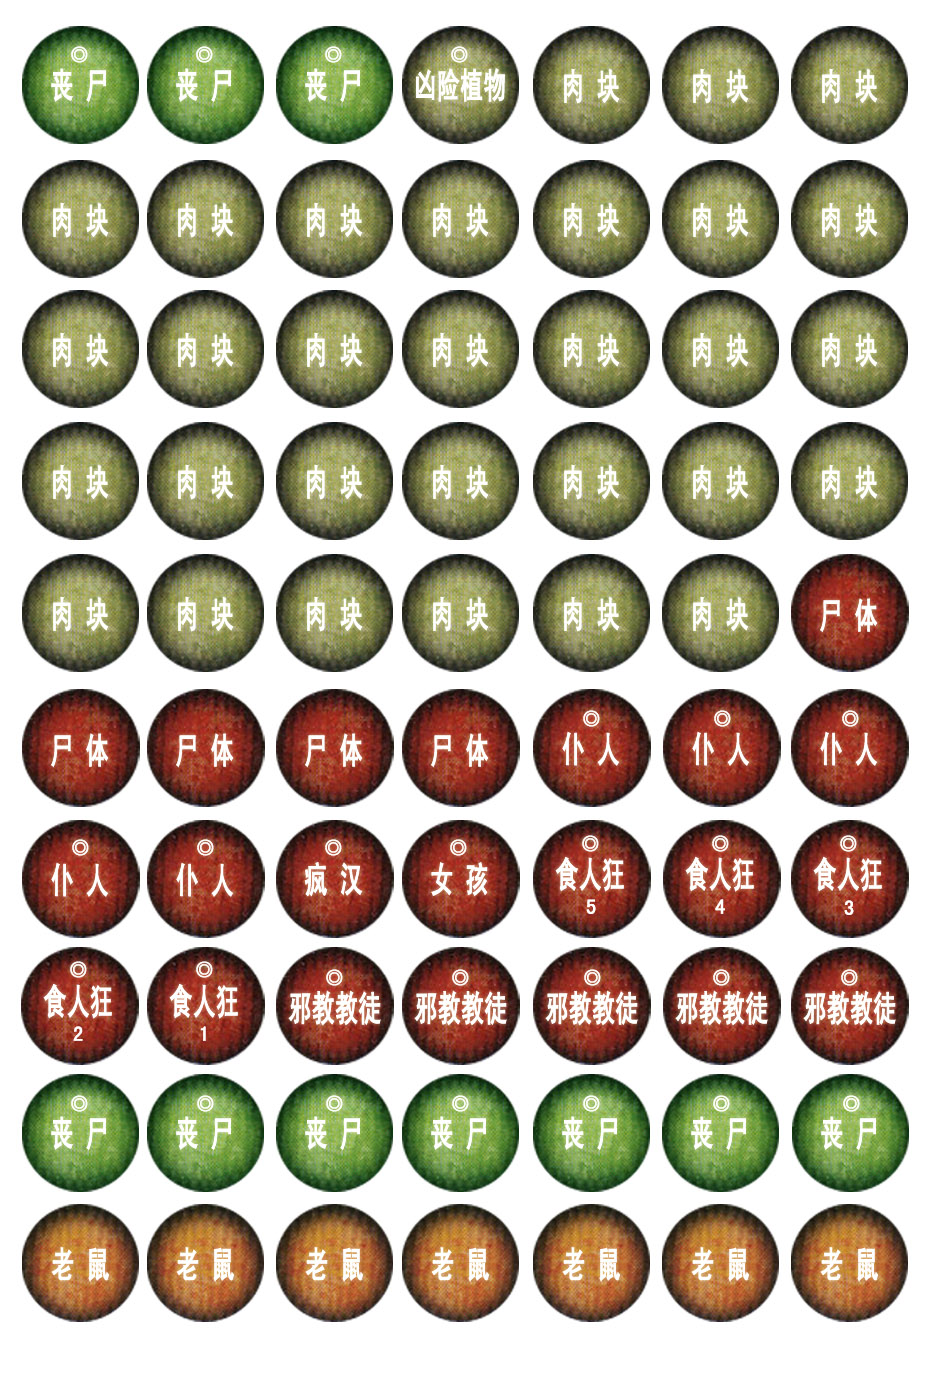 ◎ ◎ ◎ ◎
丧尸 丧尸 丧尸 凶险植物 肉块 肉块 肉块
肉块 肉块 肉块 肉块 肉块 肉块 肉块
肉块 肉块 肉块 肉块 肉块 肉块 肉块
肉块 肉块 肉块 肉块 肉块 肉块 肉块
肉块 肉块 肉块 肉块 肉块 肉块 尸体
◎ ◎ ◎
尸体 尸体 尸体 尸体 仆人 仆人 仆人
◎ ◎ ◎ ◎ ◎ ◎ ◎
仆人 仆人 疯汉 女孩 食人狂 食人狂 食人狂
5 4 3
◎ ◎ ◎ ◎ ◎ ◎ ◎
食人狂 食人狂 邪教教徒 邪教教徒 邪教教徒 邪教教徒 邪教教徒
2 1
◎ ◎ ◎ ◎ ◎ ◎ ◎
丧尸 丧尸 丧尸 丧尸 丧尸 丧尸 丧尸
老鼠 老鼠 老鼠 老鼠 老鼠 老鼠 老鼠